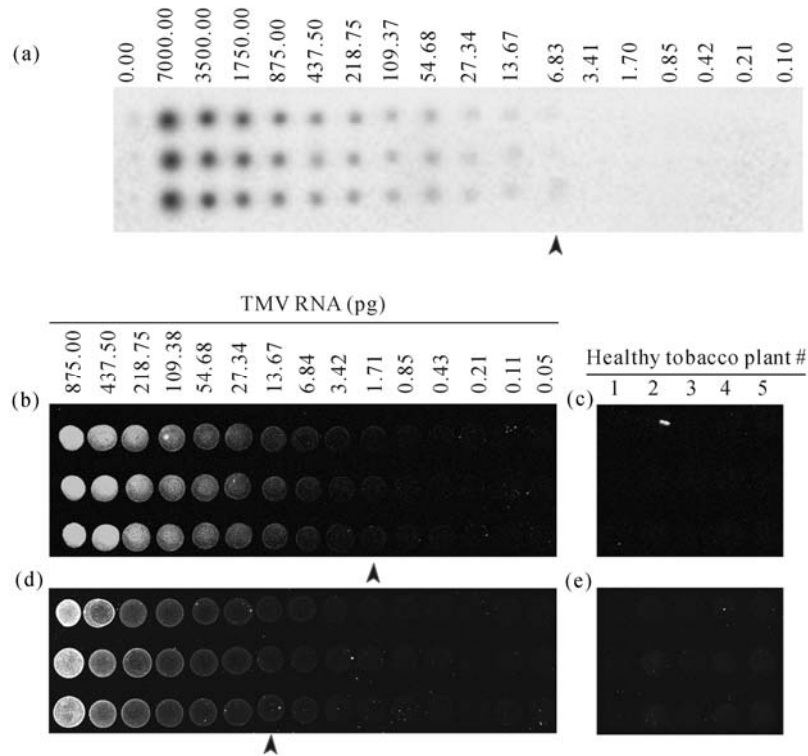 (a)
0.00 7000.00 3500.00 1750.00 875.00 437.50 218.75 109.37 54.68 27.34 13.67 6.83 3.41 1.70 0.85 0.42 0.21 0.10
TMV RNA (pg)
875.00 437.50 218.75 109.38 54.68 27.34 13.67 6.84 3.42 1.71 0.85 0.43 0.21 0.11 0.05
Healthy tobacco plant #
1 2 3 4 5
(b)
(c)
(d)
(e)